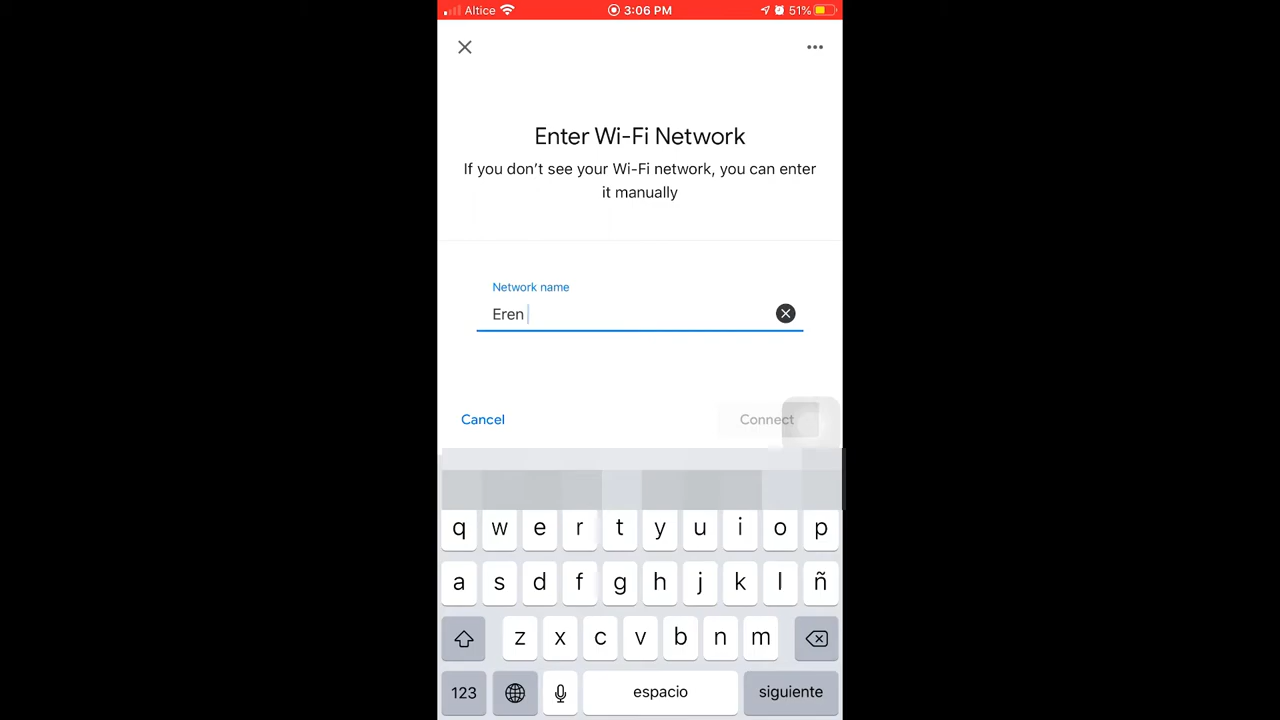 Altice 3:06 PM 51%
Enter Wi-Fi Network
If you don’t see your Wi-Fi network, you can enter
it manually
Network name
Eren
Cancel Connect
q w e r t y u i o p
a s d f g h j k l ñ
z x c v b n m
123 espacio siguiente